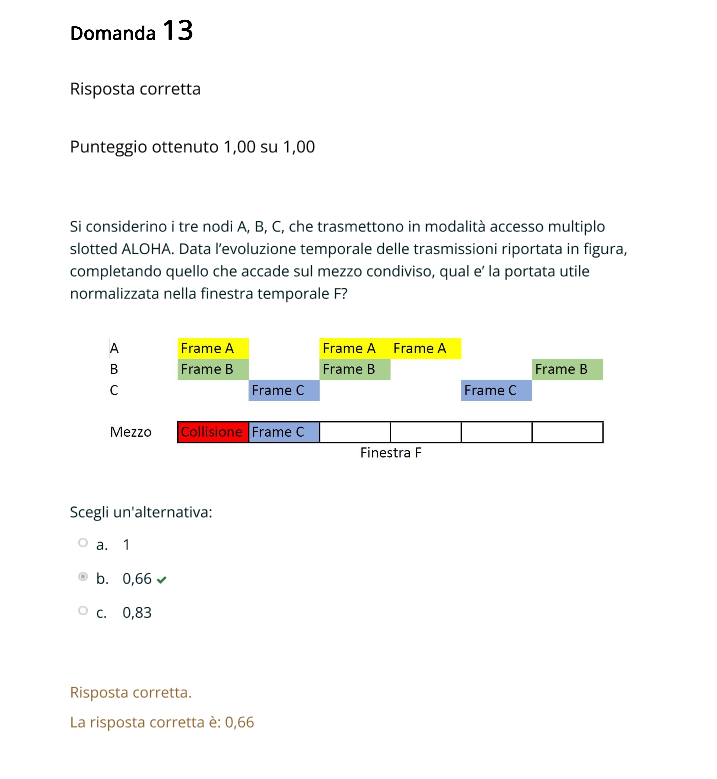 Domanda 13
Risposta corretta
Punteggio ottenuto 1,00 su 1,00
Si considerino i tre nodi A, B, C, che trasmettono in modalità accesso multiplo
slotted ALOHA. Data l’evoluzione temporale delle trasmissioni riportata in figura,
completando quello che accade sul mezzo condiviso, qual e’ la portata utile
normalizzata nella finestra temporale F?
A Frame A Frame A Frame A
B Frame B Frame B Frame B
C Frame C Frame C
Mezzo Collisione Frame C
Finestra F
Scegli un'alternativa:
a. 1
b. 0,66
c. 0,83
Risposta corretta.
La risposta corretta è: 0,66